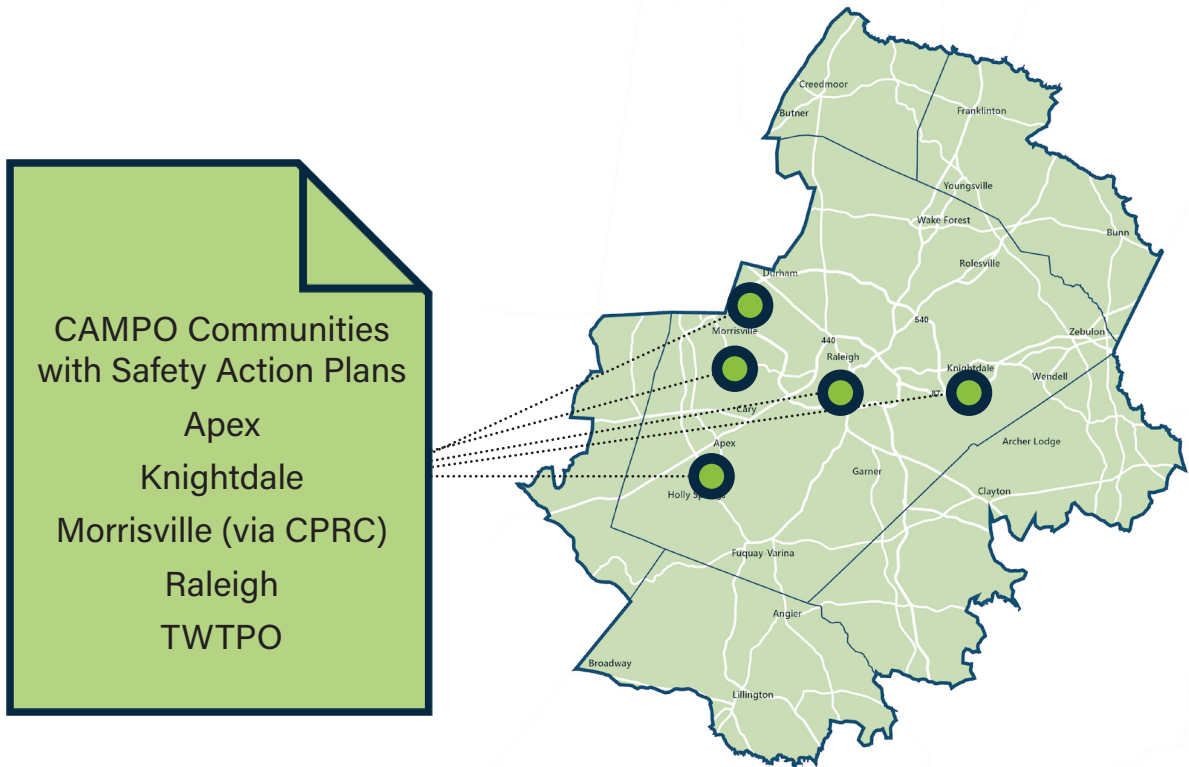 CAMPO Communities
with Safety Action Plans
Apex
Knightdale
Morrisville (via CPRC)
Raleigh
TWTPO
Creedmoor
Butner
Franklinton
Youngsville
Wake Forest
Bunn
Rolesville
Durham
540
Morrisville
440
Zebulon
Raleigh
Knightdale
Wendell
87
Cary
Apex
Archer Lodge
Garner
Holly Springs
Clayton
Fuquay-Varina
Angier
Broadway
Lillington